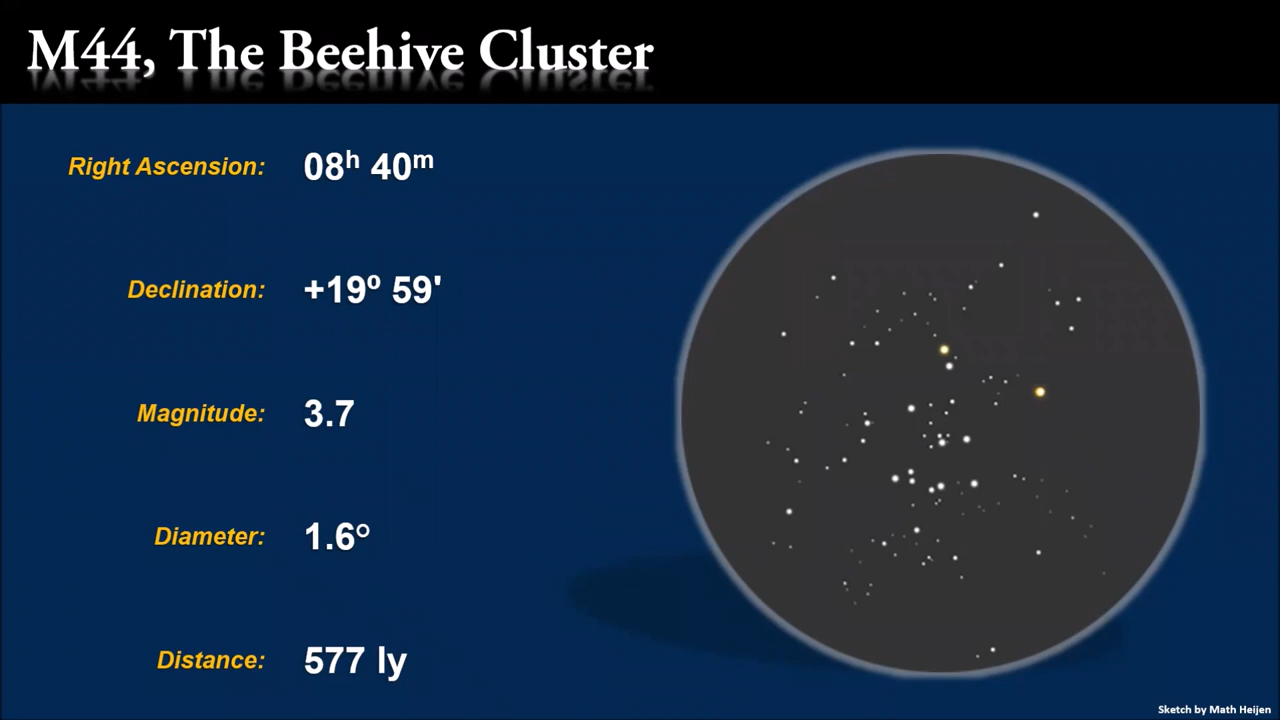 M44, The Beehive Cluster
Right Ascension: 08ʰ 40ᵐ
Declination: +19º 59'
Magnitude: 3.7
Diameter: 1.6°
Distance: 577 ly
Sketch by Math Heijen